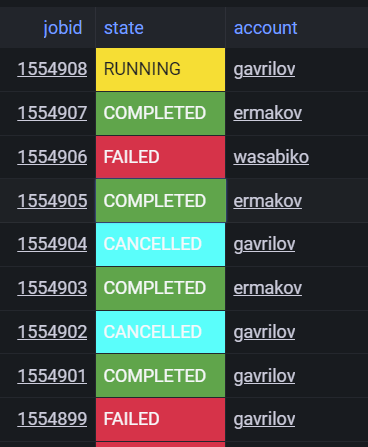 jobid state account
1554908 RUNNING gavrilov
1554907 COMPLETED ermakov
1554906 FAILED wasabiko
1554905 COMPLETED ermakov
1554904 CANCELLED gavrilov
1554903 COMPLETED ermakov
1554902 CANCELLED gavrilov
1554901 COMPLETED gavrilov
1554899 FAILED gavrilov